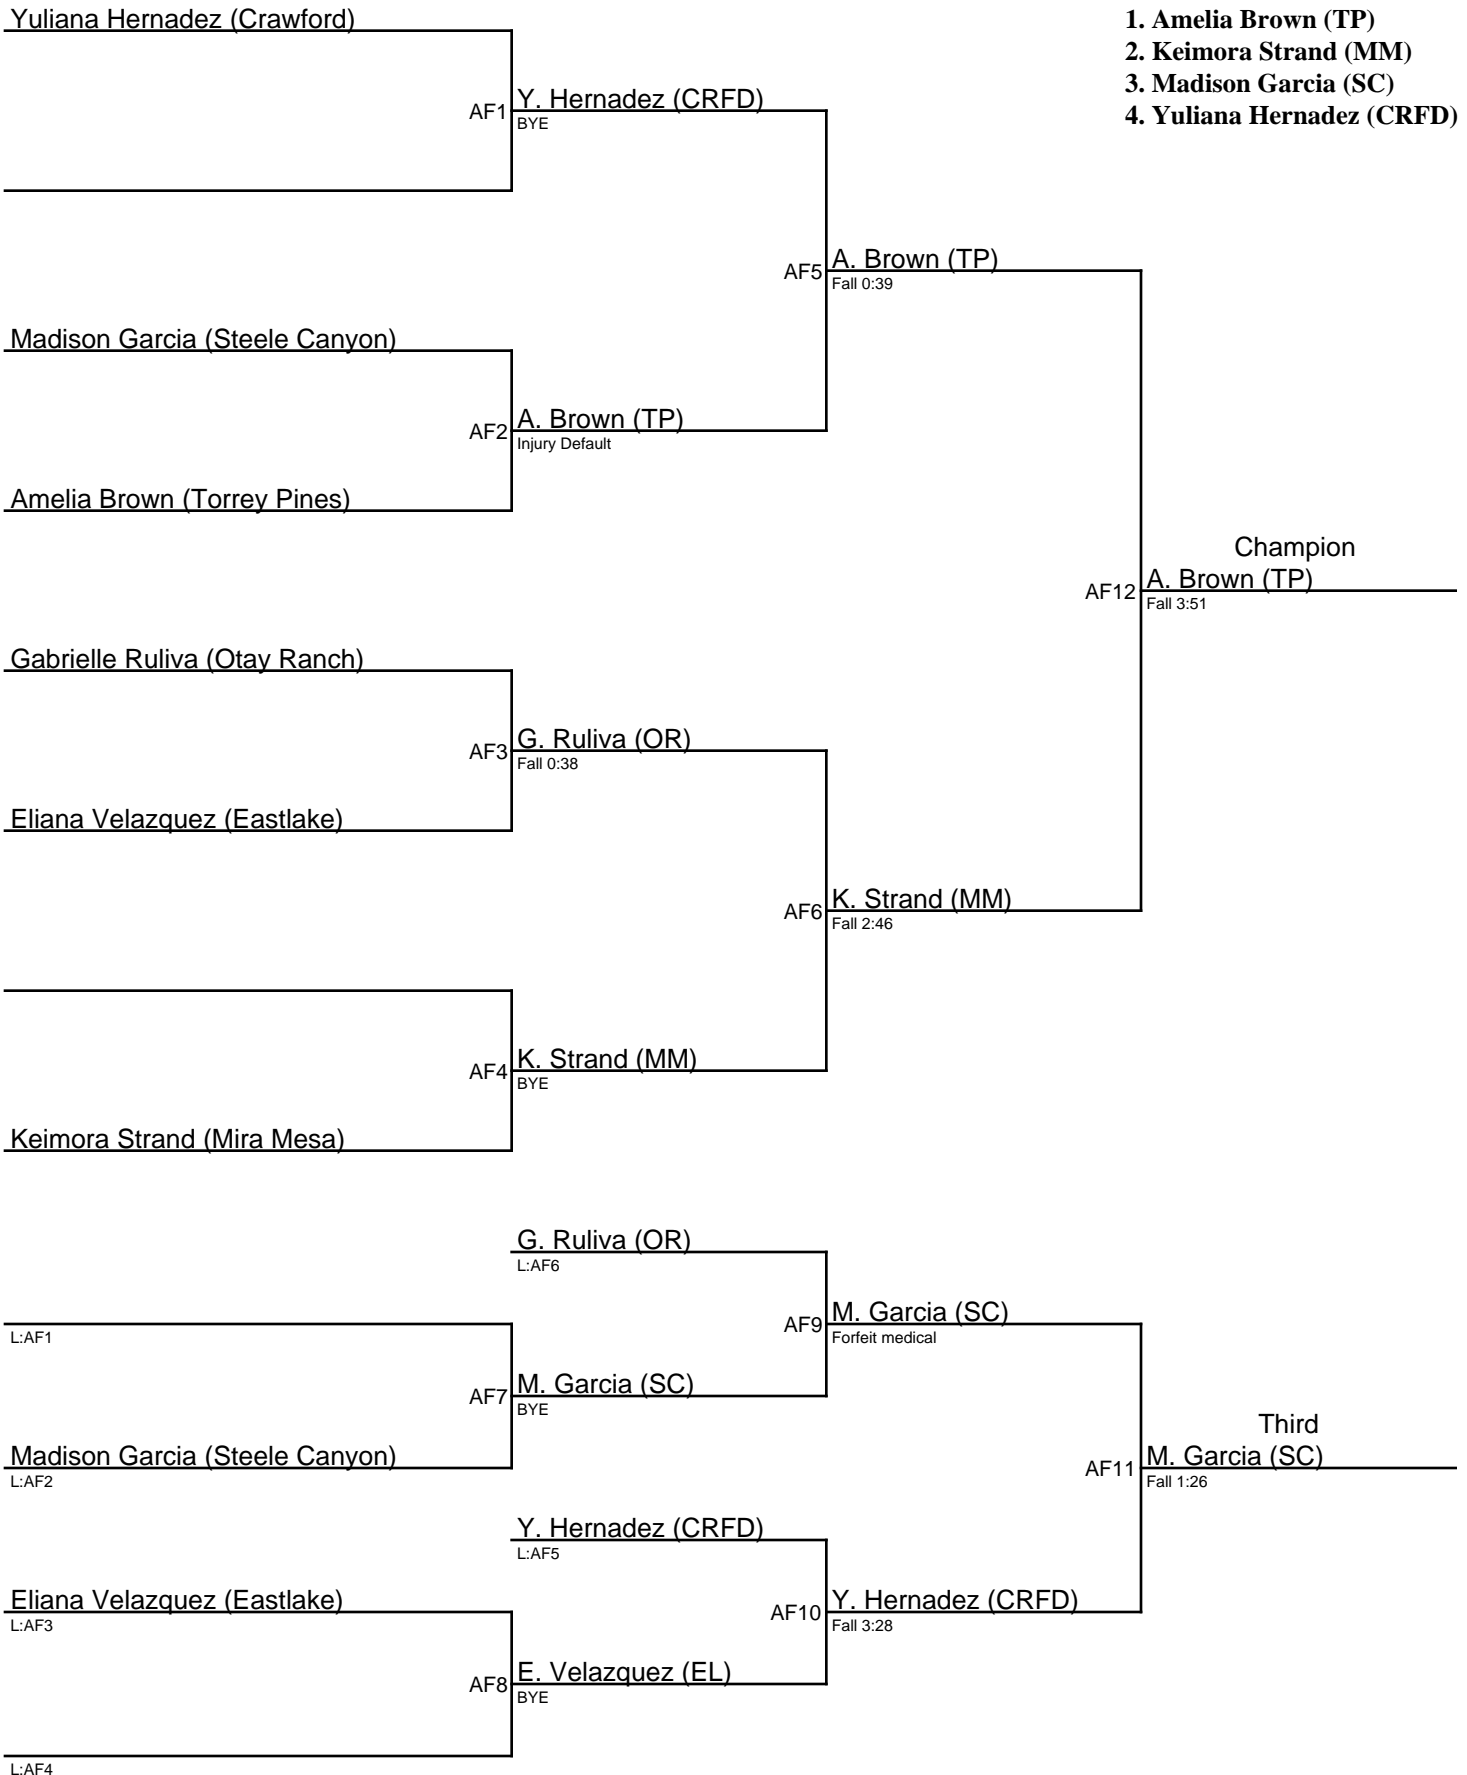 Yuliana Hernadez (Crawford)
1. Amelia Brown (TP)
2. Keimora Strand (MM)
3. Madison Garcia (SC)
4. Yuliana Hernadez (CRFD)
AF1
Y. Hernadez (CRFD)
BYE
AF5
A. Brown (TP)
Fall 0:39
Madison Garcia (Steele Canyon)
AF2
A. Brown (TP)
Injury Default
Amelia Brown (Torrey Pines)
Champion
AF12
A. Brown (TP)
Fall 3:51
Gabrielle Ruliva (Otay Ranch)
AF3
G. Ruliva (OR)
Fall 0:38
Eliana Velazquez (Eastlake)
AF6
K. Strand (MM)
Fall 2:46
AF4
K. Strand (MM)
BYE
Keimora Strand (Mira Mesa)
G. Ruliva (OR)
L:AF6
L:AF1
AF9
M. Garcia (SC)
Forfeit medical
AF7
M. Garcia (SC)
BYE
Madison Garcia (Steele Canyon)
L:AF2
Third
AF11
M. Garcia (SC)
Fall 1:26
Y. Hernadez (CRFD)
L:AF5
Eliana Velazquez (Eastlake)
L:AF3
AF10
Y. Hernadez (CRFD)
Fall 3:28
AF8
E. Velazquez (EL)
BYE
L:AF4